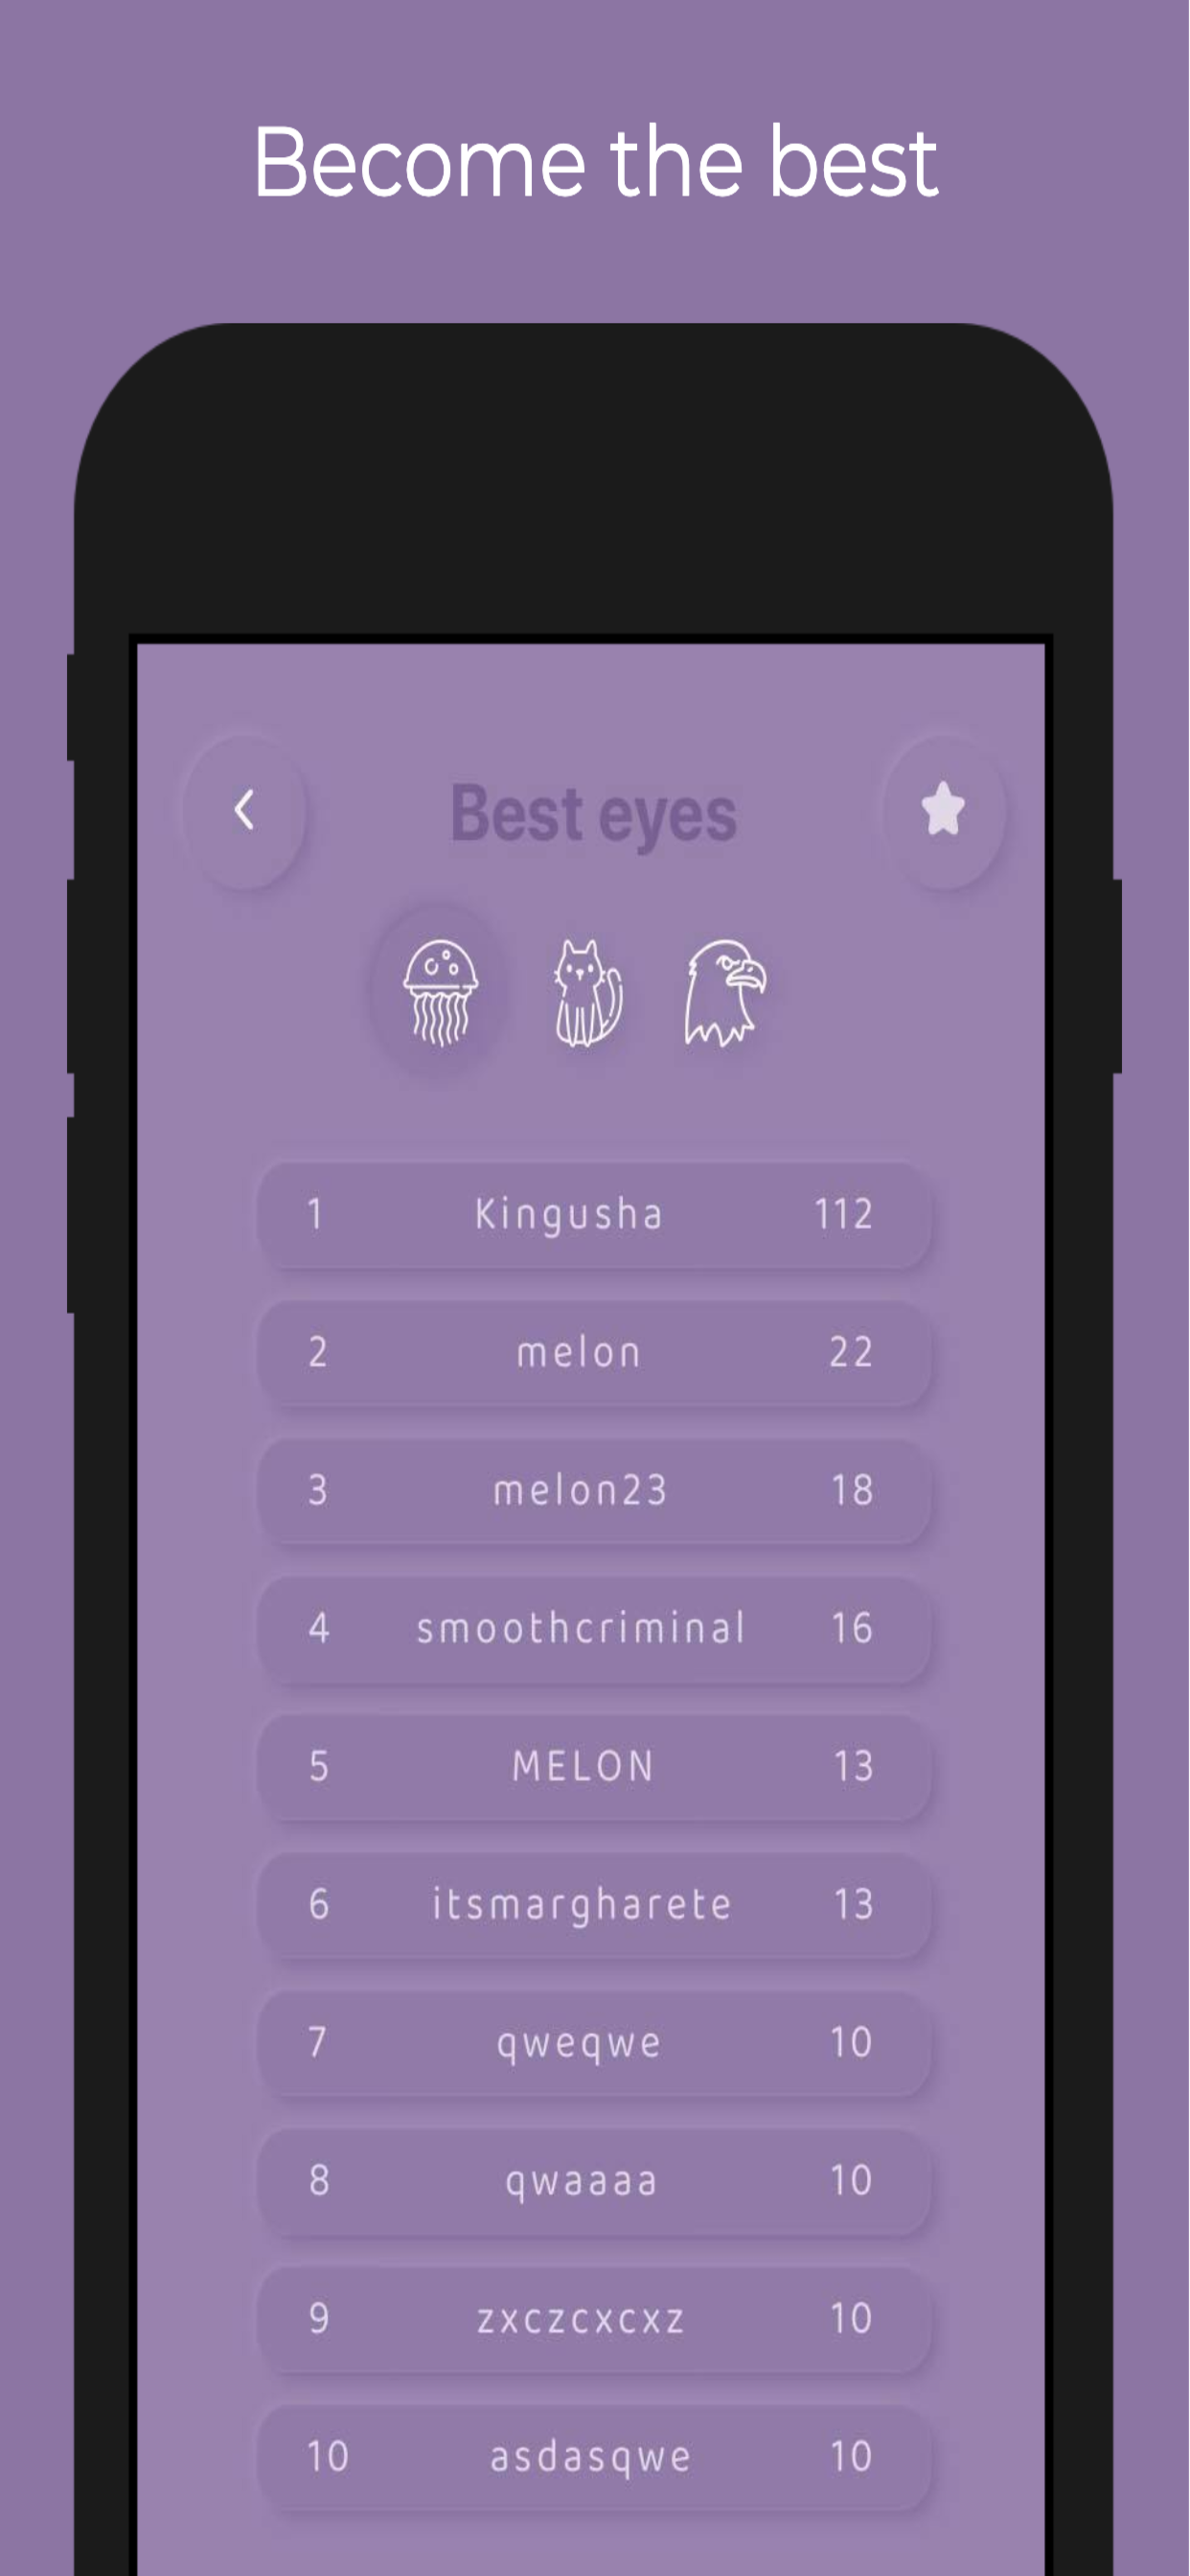 Become the best
Best eyes
1 Kingusha 112
2 melon 22
3 melon23 18
4 smoothcriminal 16
5 MELON 13
6 itsmargharete 13
7 qweqwe 10
8 qwaaaa 10
9 zxczcxcxz 10
10 asdasqwe 10